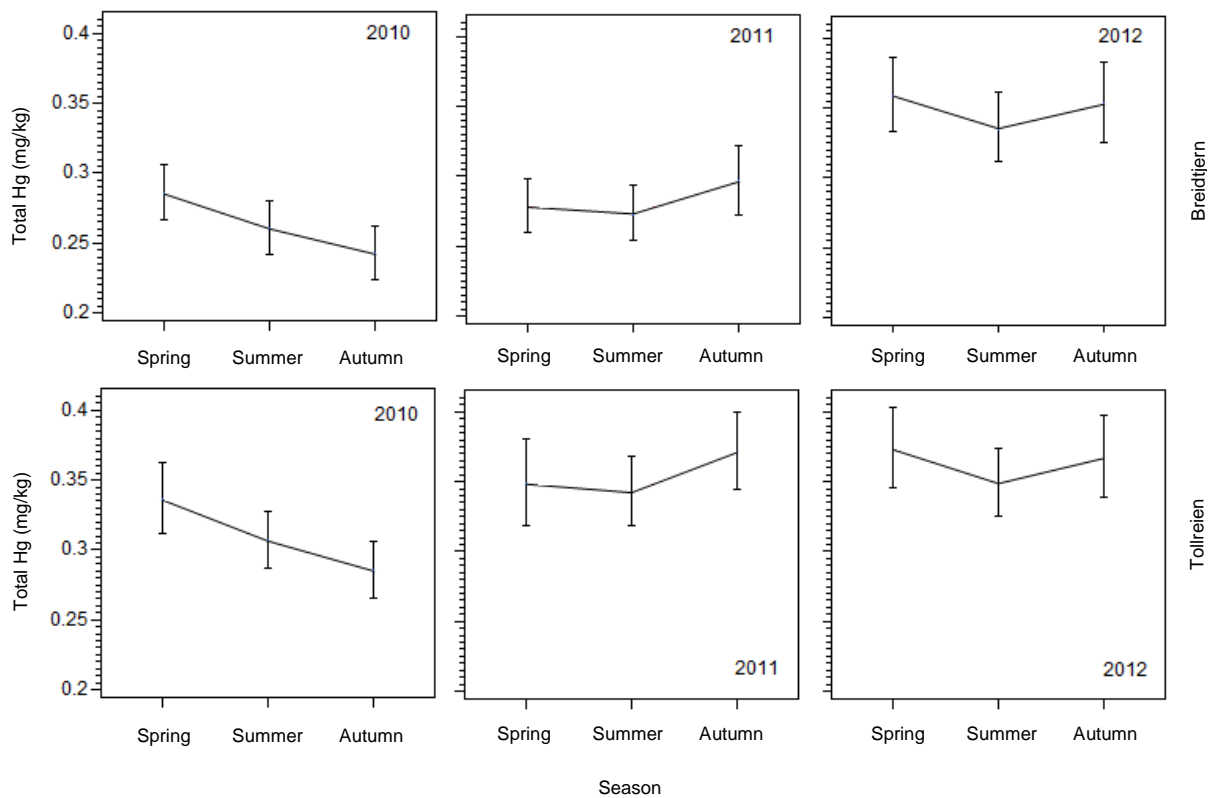 2010
2011
2012
0.4
0.35
0.3
0.25
0.2
Total Hg (mg/kg)
Breidtjern
Spring Summer Autumn
Spring Summer Autumn
Spring Summer Autumn
2010
2011
2012
0.4
0.35
0.3
0.25
0.2
Total Hg (mg/kg)
Tollreien
Spring Summer Autumn
Spring Summer Autumn
Spring Summer Autumn
Season